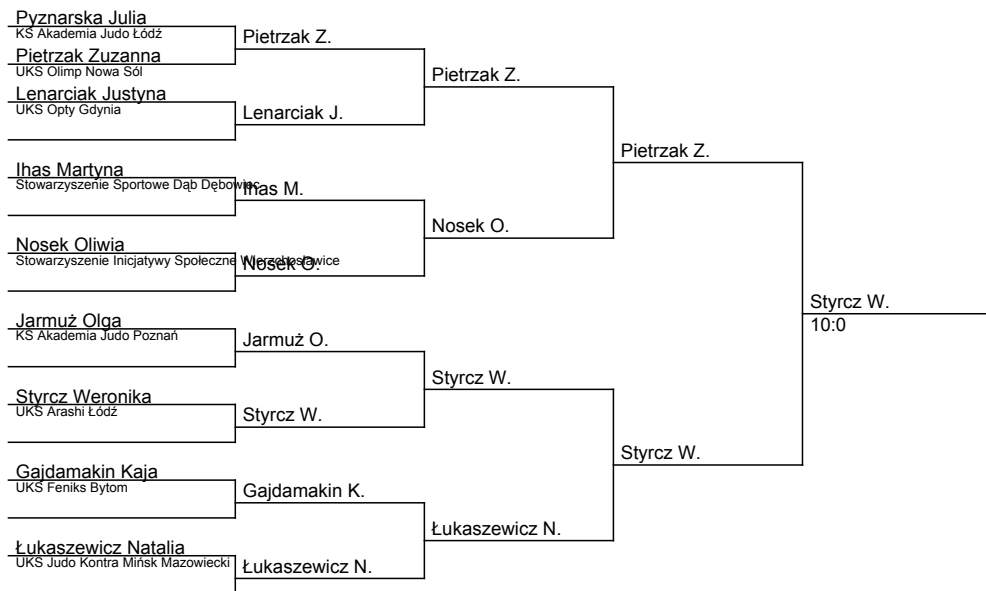 Pyznarska Julia
KS Akademia Judo Łódź
Pietrzak Zuzanna
UKS Olimp Nowa Sól
Lenarciak Justyna
UKS Opty Gdynia
Ihas Martyna
Stowarzyszenie Sportowe Dąb Dębowiec
Nosek Oliwia
Stowarzyszenie Inicjatywy Społeczne Wierzchosławice
Jarmuż Olga
KS Akademia Judo Poznań
Styrcz Weronika
UKS Arashi Łódź
Gajdamakin Kaja
UKS Feniks Bytom
Łukaszewicz Natalia
UKS Judo Kontra Mińsk Mazowiecki
Pietrzak Z.
Lenarciak J.
Ihas M.
Nosek O.
Jarmuż O.
Styrcz W.
Gajdamakin K.
Łukaszewicz N.
Pietrzak Z.
Nosek O.
Styrcz W.
Łukaszewicz N.
Pietrzak Z.
Styrcz W.
Styrcz W.
10:0